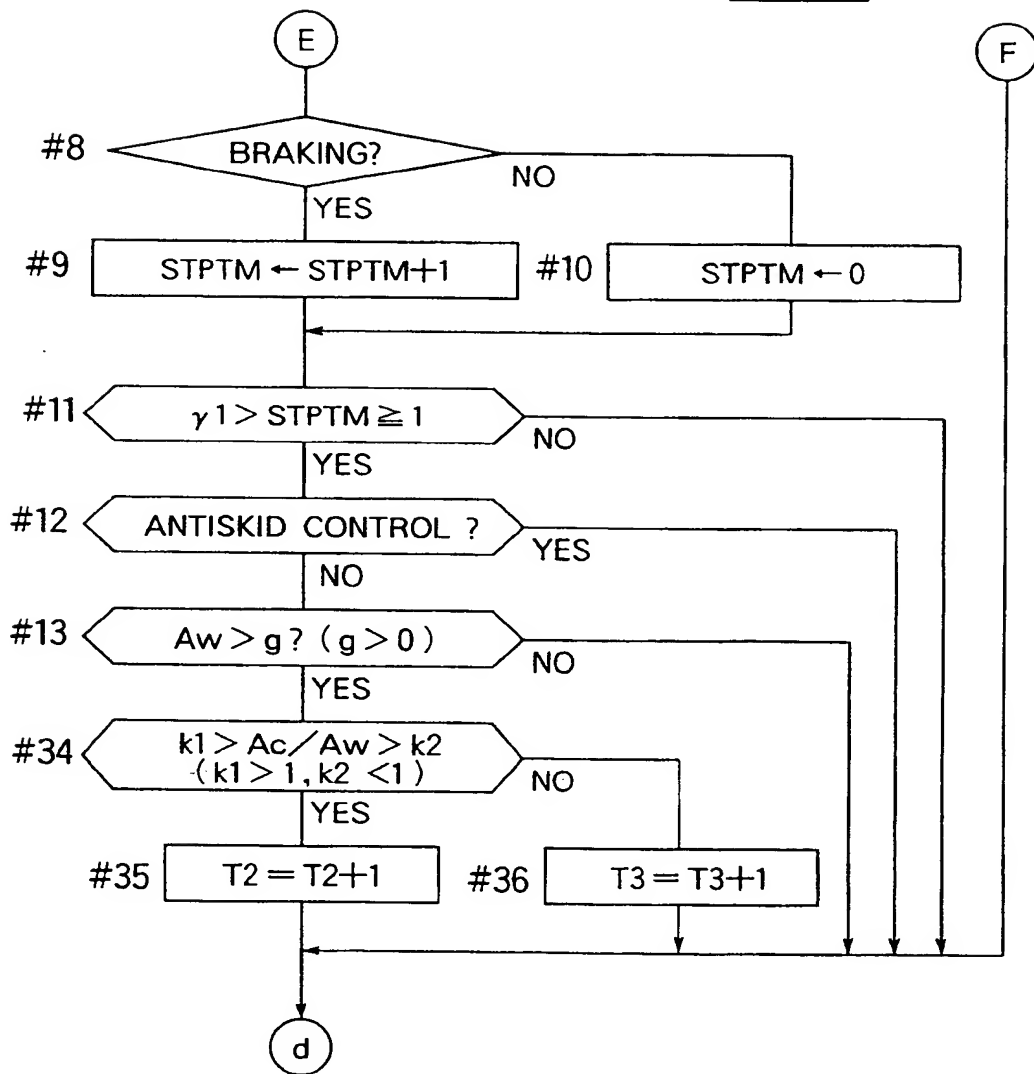 E
F
#8
BRAKING?
NO
YES
#9
STPTM ← STPTM+1
#10
STPTM ← 0
#11
γ1 > STPTM ≧ 1
NO
YES
#12
ANTISKID CONTROL ?
YES
NO
#13
Aw > g ? ( g > 0 )
NO
YES
#34
k1 > Ac/Aw > k2
( k1 > 1, k2 < 1 )
NO
YES
#35
T2 = T2+1
#36
T3 = T3+1
d